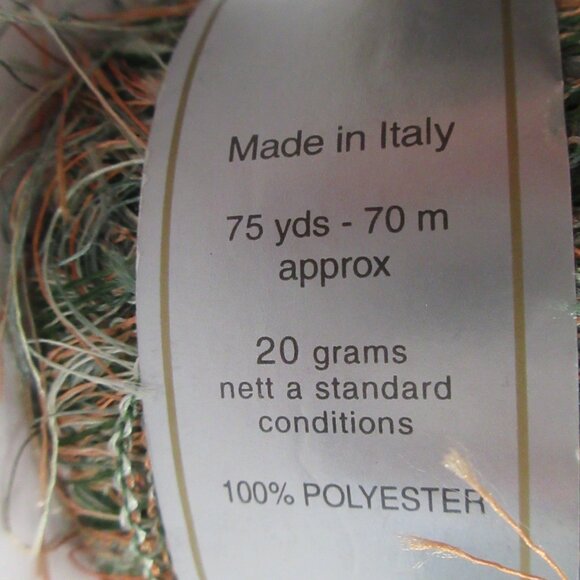 Made in Italy
75 yds - 70 m
approx
20 grams
nett a standard
conditions
100% POLYESTER